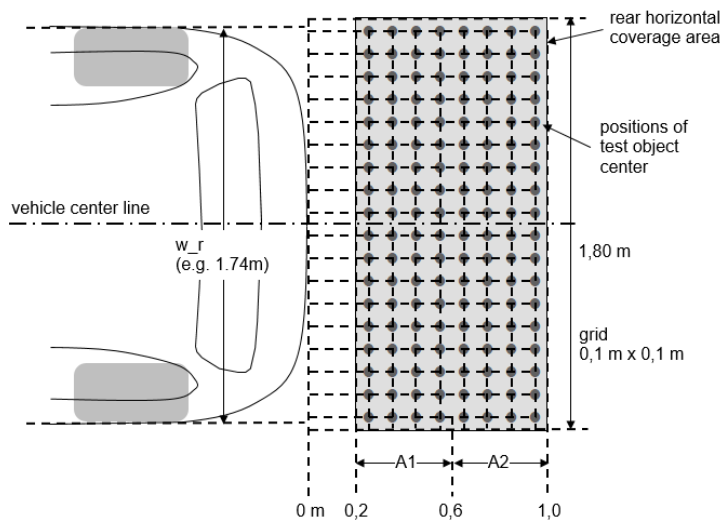 rear horizontal
coverage area
positions of
test object
center
vehicle center line
w_r
(e.g. 1.74m)
1,80 m
grid
0,1 m x 0,1 m
A1
A2
0 m
0,2
0,6
1,0